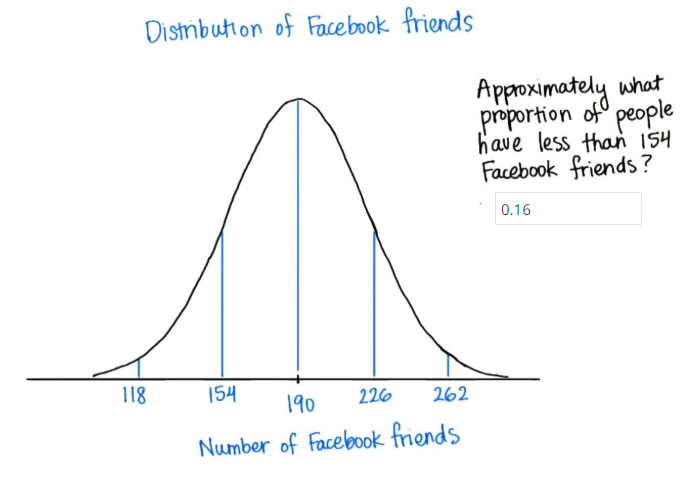 Distribution of Facebook friends
Approximately what
proportion of people
have less than 154
Facebook friends?
0.16
118 154 190 226 262
Number of Facebook friends